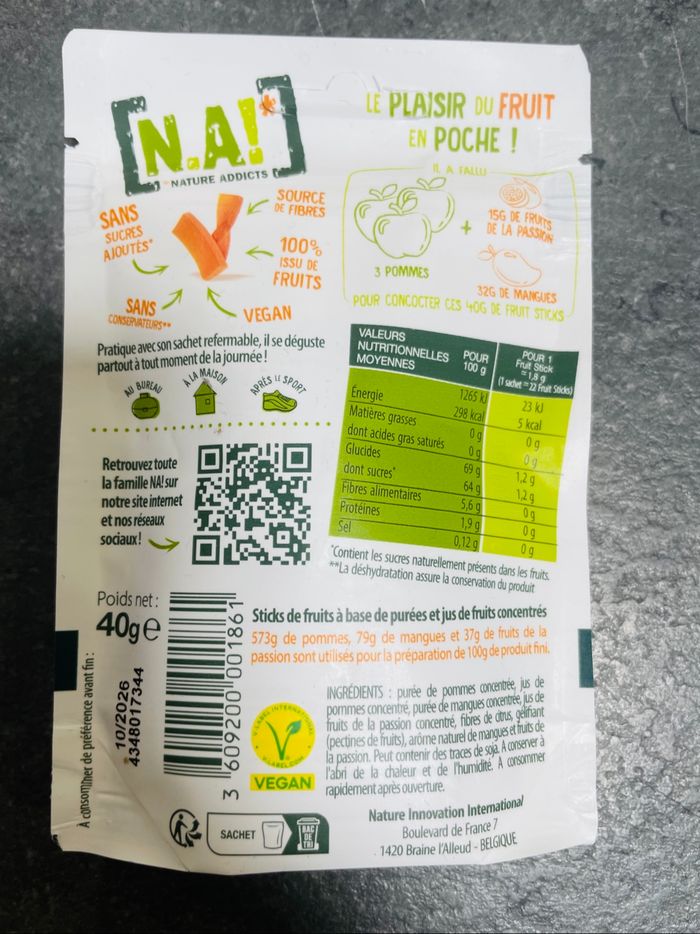 [N.A!*]
*NATURE ADDICTS
LE PLAISIR DU FRUIT
EN POCHE !
IL A FALLU
3 POMMES
+
15G DE FRUITS
DE LA PASSION
32G DE MANGUES
POUR CONCOCTER CES 40G DE FRUIT STICKS
SANS
SUCRES
AJOUTÉS*
SOURCE
DE FIBRES
100%
ISSU DE
FRUITS
SANS
CONSERVATEURS**
VEGAN
Pratique avec son sachet refermable, il se déguste
partout à tout moment de la journée !
AU BUREAU
À LA MAISON
APRÈS LE SPORT
VALEURS
NUTRITIONNELLES
MOYENNES
POUR
100 g
POUR 1
Fruit Stick
≃ 1,8 g
(1 sachet ≃ 22 Fruit Sticks)
Énergie 1265 kJ 23 kJ
298 kcal 5 kcal
Matières grasses 0 g 0 g
dont acides gras saturés 0 g 0 g
Glucides 69 g 1,2 g
dont sucres* 64 g 1,2 g
Fibres alimentaires 5,6 g 0 g
Protéines 1,9 g 0 g
Sel 0,12 g 0 g
*Contient les sucres naturellement présents dans les fruits.
**La déshydratation assure la conservation du produit
Retrouvez toute
la famille NA! sur
notre site internet
et nos réseaux
sociaux !
Poids net :
40g e
À consommer de préférence avant fin :
10/2026
4348017344
3 609200 001861
Sticks de fruits à base de purées et jus de fruits concentrés
573g de pommes, 79g de mangues et 37g de fruits de la
passion sont utilisés pour la préparation de 100g de produit fini.
INGRÉDIENTS : purée de pommes concentrée, jus de
pommes concentré, purée de mangues concentrée, jus de
fruits de la passion concentré, fibres de citrus, gélifiant
(pectines de fruits), arôme naturel de mangues et fruits de
la passion. Peut contenir des traces de soja. A conserver à
l'abri de la chaleur et de l'humidité. A consommer
rapidement après ouverture.
V-LABEL INTERNATIONAL
V-LABEL.COM
VEGAN
SACHET
BAC
DE
TRI
Nature Innovation International
Boulevard de France 7
1420 Braine l'Alleud - BELGIQUE